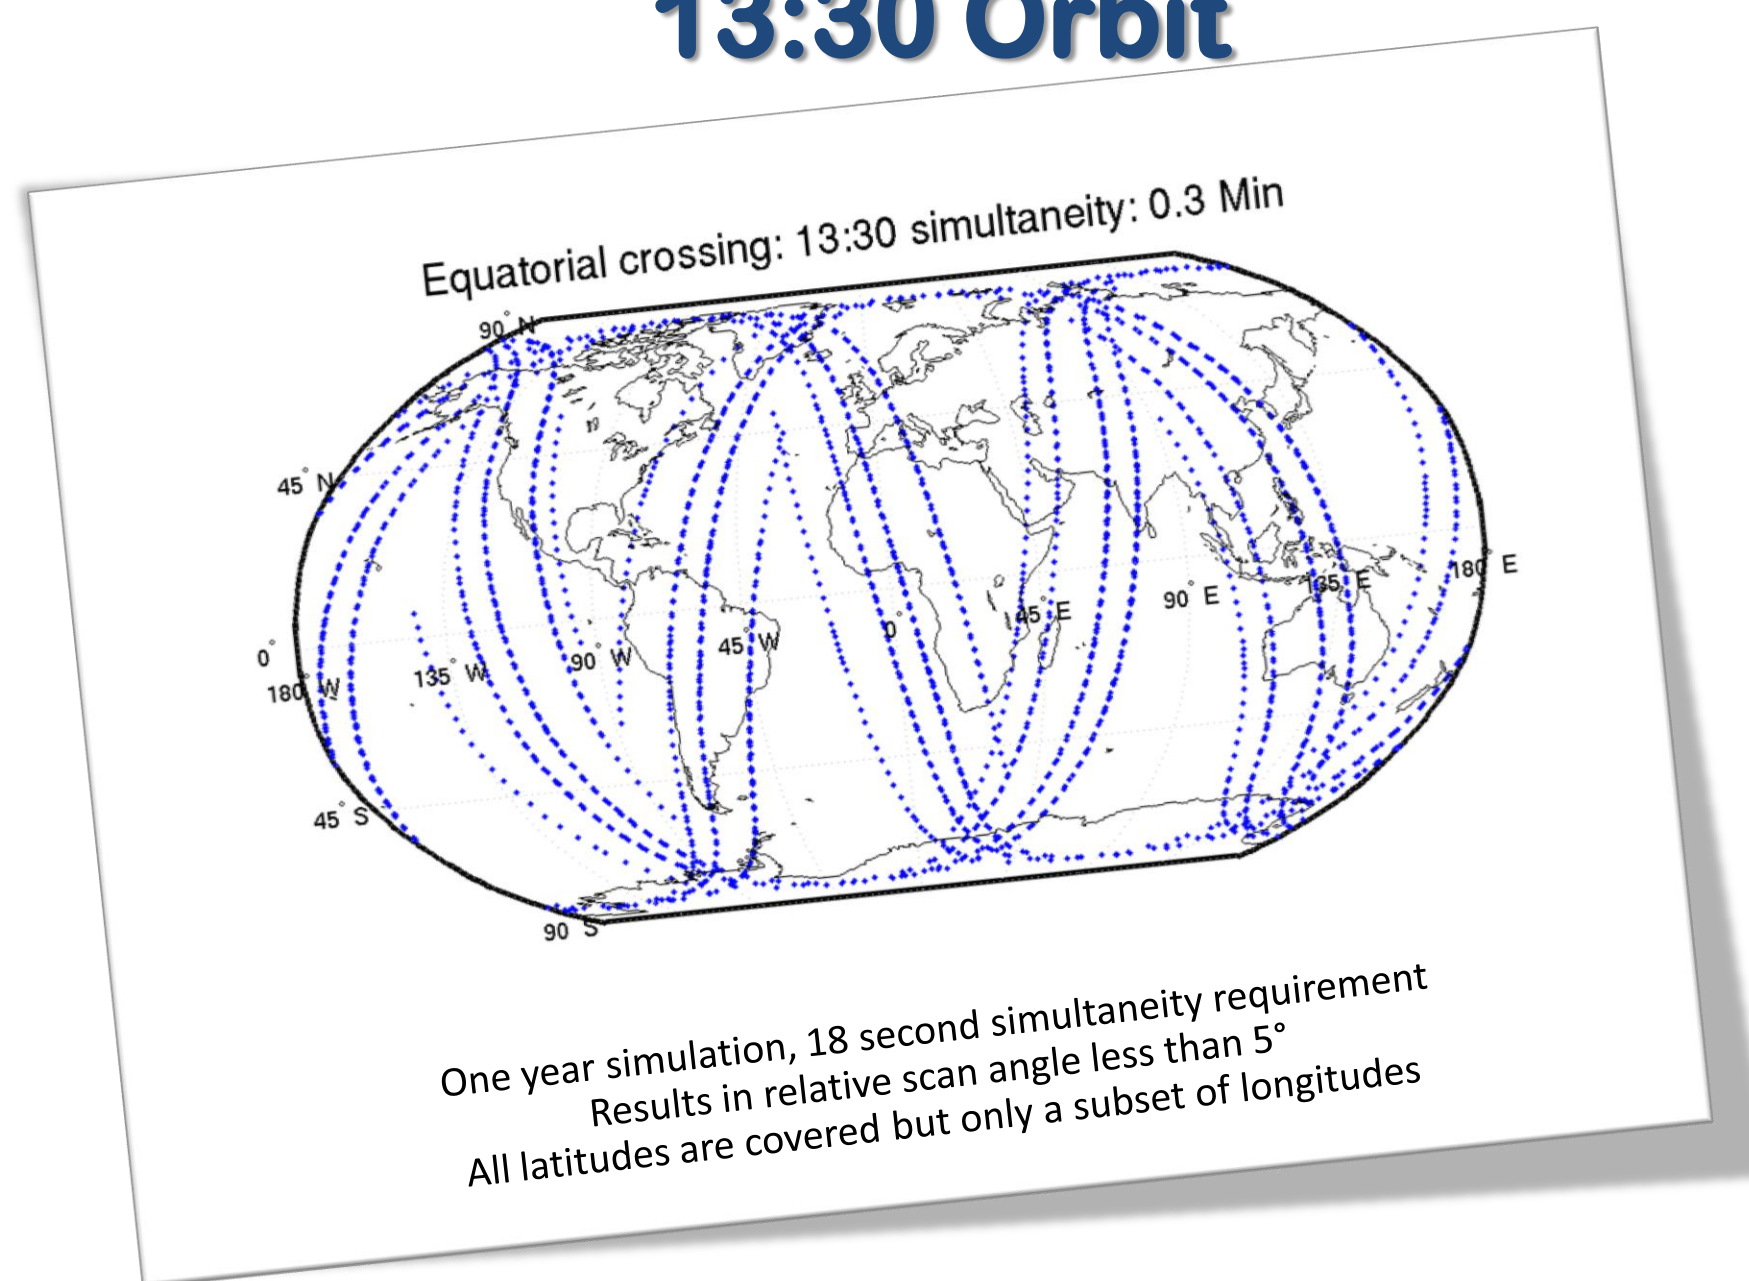 13:30 Orbit
Equatorial crossing: 13:30 simultaneity: 0.3 Min
90° N
45° N
0°
180° W
135° W
90° W
45° W
0°
45° E
90° E
135° E
180° E
45° S
90° S
One year simulation, 18 second simultaneity requirement
Results in relative scan angle less than 5°
All latitudes are covered but only a subset of longitudes